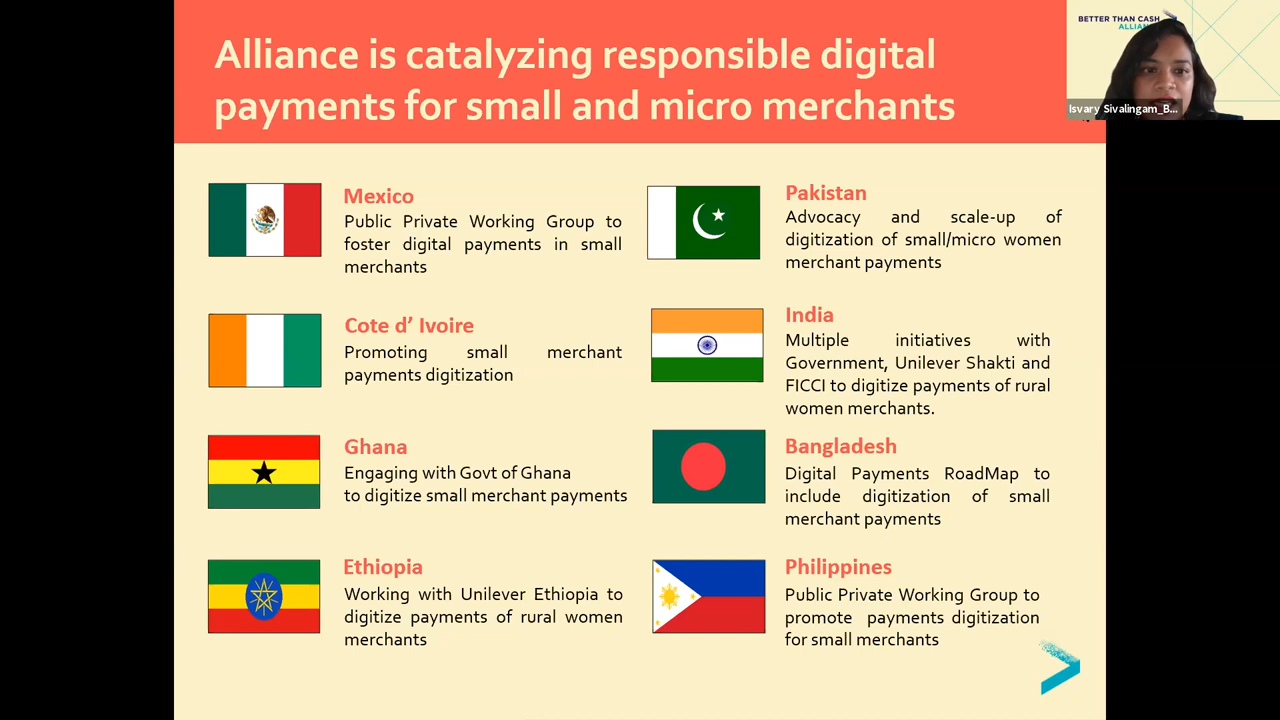 Alliance is catalyzing responsible digital
payments for small and micro merchants
BETTER THAN CASH
Isvary Sivalingam_B...
Mexico
Public Private Working Group to
foster digital payments in small
merchants
Cote d’ Ivoire
Promoting small merchant
payments digitization
Ghana
Engaging with Govt of Ghana
to digitize small merchant payments
Ethiopia
Working with Unilever Ethiopia to
digitize payments of rural women
merchants
Pakistan
Advocacy and scale-up of
digitization of small/micro women
merchant payments
India
Multiple initiatives with
Government, Unilever Shakti and
FICCI to digitize payments of rural
women merchants.
Bangladesh
Digital Payments RoadMap to
include digitization of small
merchant payments
Philippines
Public Private Working Group to
promote payments digitization
for small merchants